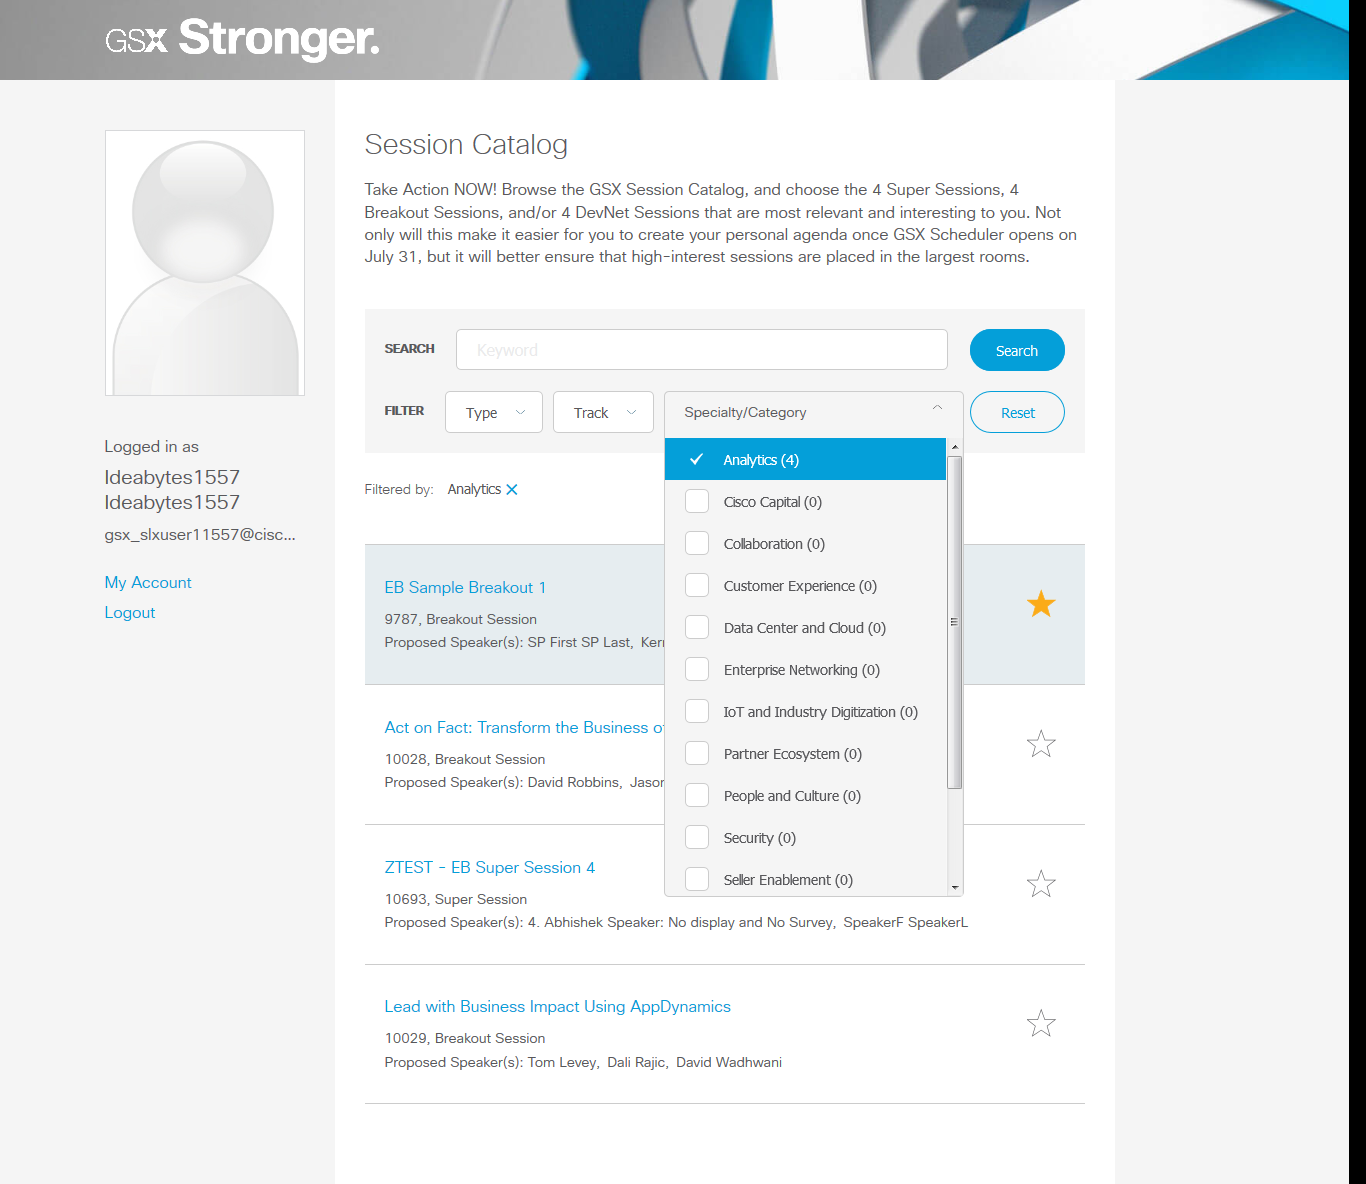 GSX Stronger.
Session Catalog
Take Action NOW! Browse the GSX Session Catalog, and choose the 4 Super Sessions, 4
Breakout Sessions, and/or 4 DevNet Sessions that are most relevant and interesting to you. Not
only will this make it easier for you to create your personal agenda once GSX Scheduler opens on
July 31, but it will better ensure that high-interest sessions are placed in the largest rooms.
SEARCH Keyword Search
FILTER Type Track Specialty/Category Reset
Logged in as
Ideabytes1557
Ideabytes1557
gsx_slxuser11557@cisc...
My Account
Logout
Filtered by: Analytics
Analytics (4)
Cisco Capital (0)
Collaboration (0)
Customer Experience (0)
Data Center and Cloud (0)
Enterprise Networking (0)
IoT and Industry Digitization (0)
Partner Ecosystem (0)
People and Culture (0)
Security (0)
Seller Enablement (0)
EB Sample Breakout 1
9787, Breakout Session
Proposed Speaker(s): SP First SP Last,
Act on Fact: Transform the Business
10028, Breakout Session
Proposed Speaker(s): David Robbins, Jason
ZTEST - EB Super Session 4
10693, Super Session
Proposed Speaker(s): 4. Abhishek Speaker: No display and No Survey, SpeakerF SpeakerL
Lead with Business Impact Using AppDynamics
10029, Breakout Session
Proposed Speaker(s): Tom Levey, Dali Rajic, David Wadhwani